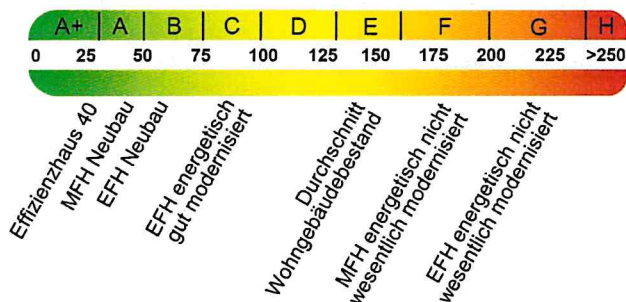 A+ A B C D E F G H
0 25 50 75 100 125 150 175 200 225 >250
Effizienzhaus 40
MFH Neubau
EFH Neubau
EFH energetisch
gut modernisiert
Durchschnitt
Wohngebäudebestand
MFH energetisch nicht
wesentlich modernisiert
EFH energetisch nicht
wesentlich modernisiert